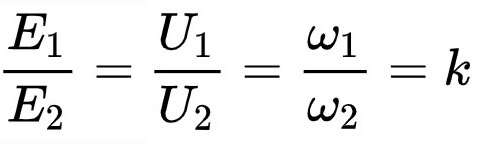 E₁/E₂ = U₁/U₂ = ω₁/ω₂ = k